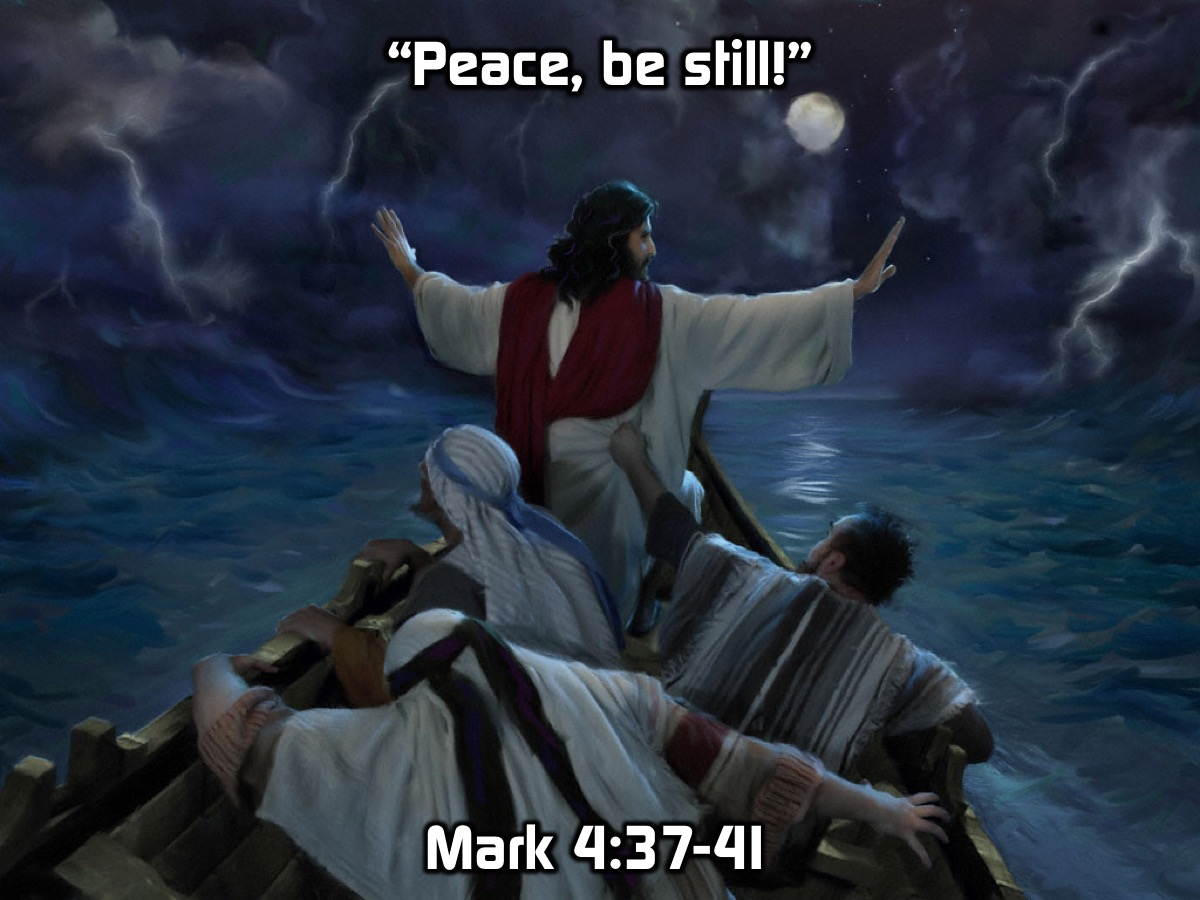 “Peace, be still!”
Mark 4:37-41